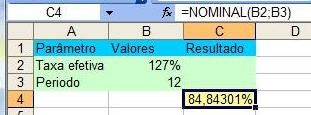 C4 fx =NOMINAL(B2;B3)
A B C D
1 Parâmetro Valores Resultado
2 Taxa efetiva 127%
3 Periodo 12
4 84,84301%